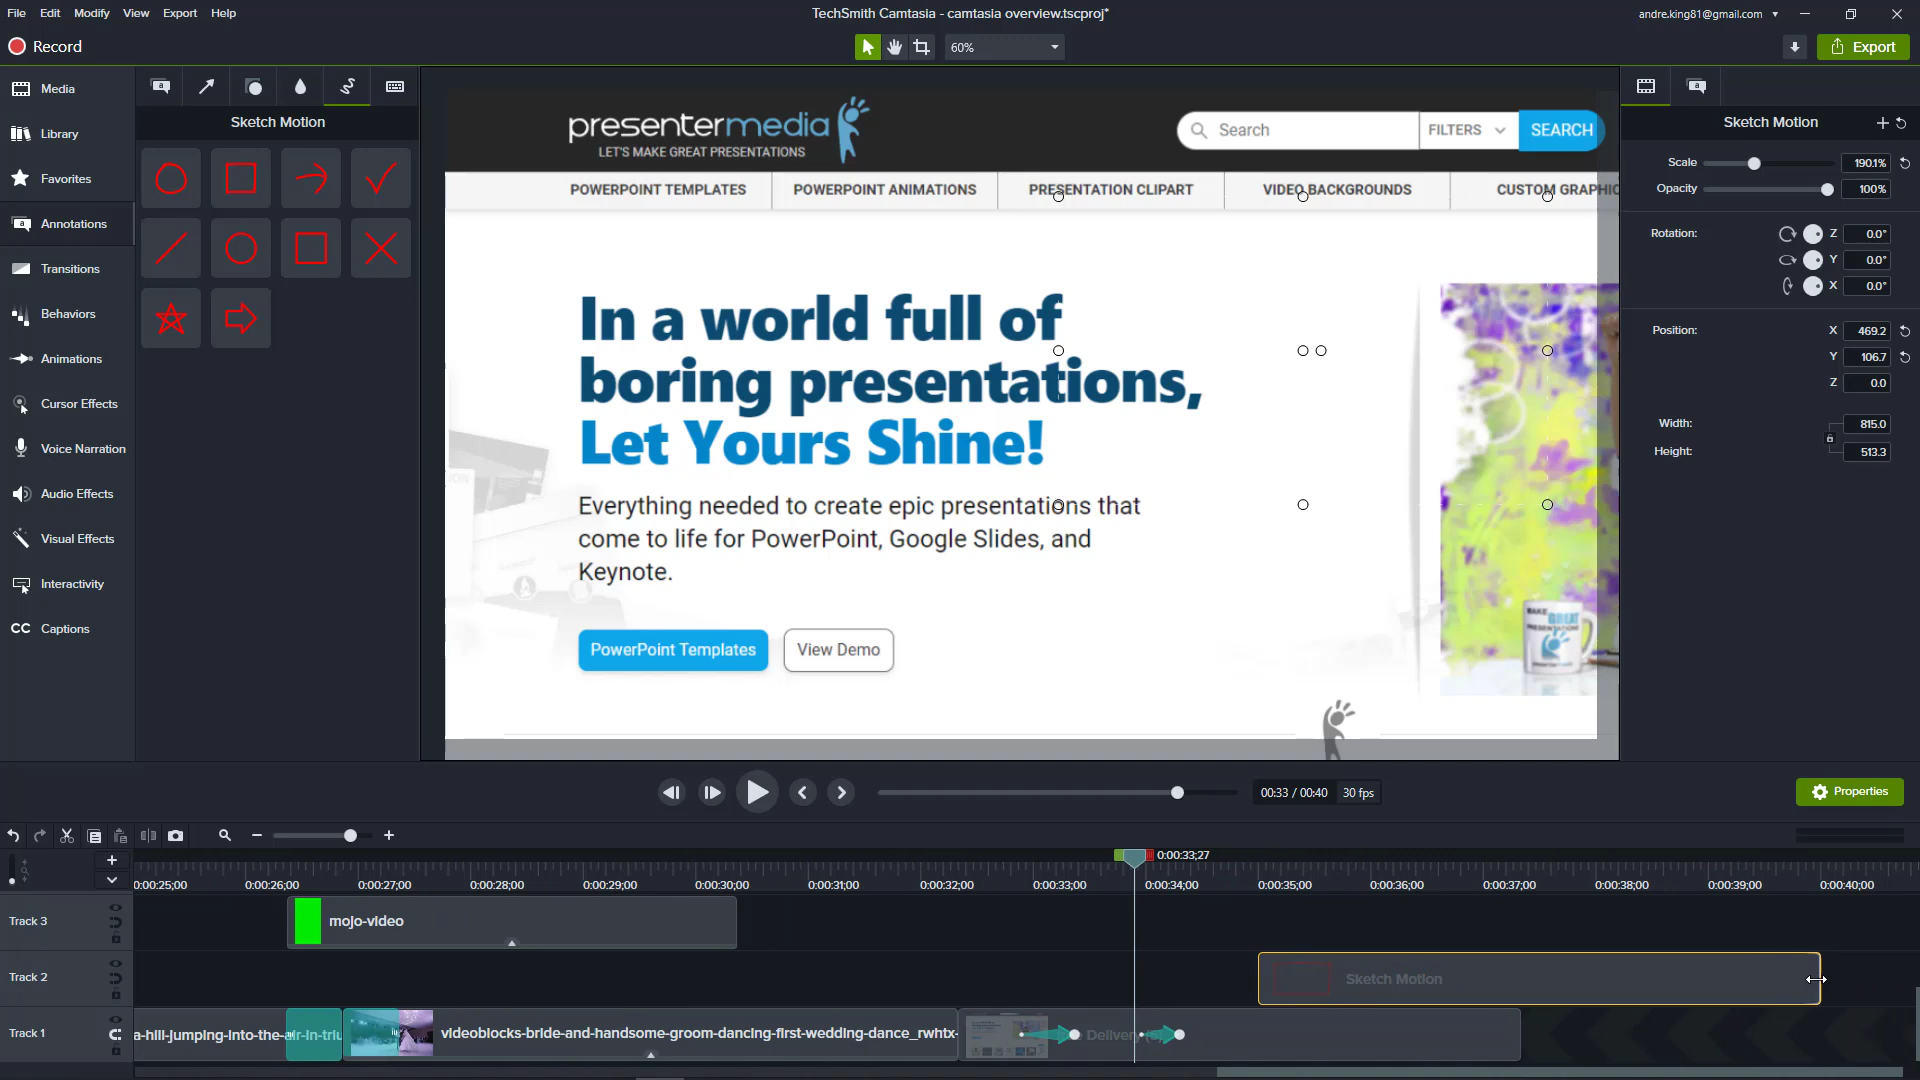 File Edit Modify View Export Help
TechSmith Camtasia - camtasia overview.tscproj*
andre.king81@gmail.com
Record
60%
Export
Media
Library
Favorites
Annotations
Transitions
Behaviors
Animations
Cursor Effects
Voice Narration
Audio Effects
Visual Effects
Interactivity
CC Captions
Sketch Motion
presentermedia
LET'S MAKE GREAT PRESENTATIONS
Search
FILTERS
SEARCH
POWERPOINT TEMPLATES
POWERPOINT ANIMATIONS
PRESENTATION CLIPART
VIDEO BACKGROUNDS
CUSTOM GRAPHIC
In a world full of
boring presentations,
Let Yours Shine!
Everything needed to create epic presentations that
come to life for PowerPoint, Google Slides, and
Keynote.
PowerPoint Templates
View Demo
MAKE
GREAT
PRESENTATIONS
Sketch Motion
Scale 190.1%
Opacity 100%
Rotation: Z 0.0°
Y 0.0°
X 0.0°
Position: X 469.2
Y 106.7
Z 0.0
Width: 815.0
Height: 513.3
00:33 / 00:40 30 fps
Properties
0:00:33;27
0:00:25;00 0:00:26;00 0:00:27;00 0:00:28;00 0:00:29;00 0:00:30;00 0:00:31;00 0:00:32;00 0:00:33;00 0:00:34;00 0:00:35;00 0:00:36;00 0:00:37;00 0:00:38;00 0:00:39;00 0:00:40;00
Track 3
mojo-video
Track 2
Sketch Motion
Track 1
a-hill-jumping-into-the-air-in-triu
videoblocks-bride-and-handsome-groom-dancing-first-wedding-dance_rwhtx-
Delivery